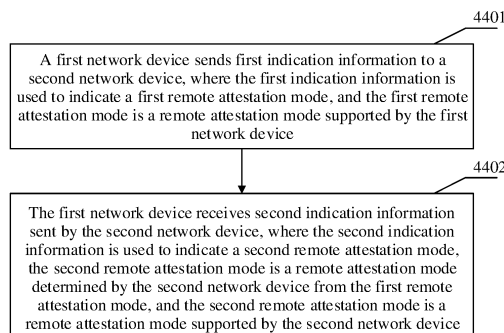 4401
A first network device sends first indication information to a
second network device, where the first indication information is
used to indicate a first remote attestation mode, and the first remote
attestation mode is a remote attestation mode supported by the first
network device
4402
The first network device receives second indication information
sent by the second network device, where the second indication
information is used to indicate a second remote attestation mode,
the second remote attestation mode is a remote attestation mode
determined by the second network device from the first remote
attestation mode, and the second remote attestation mode is a
remote attestation mode supported by the second network device